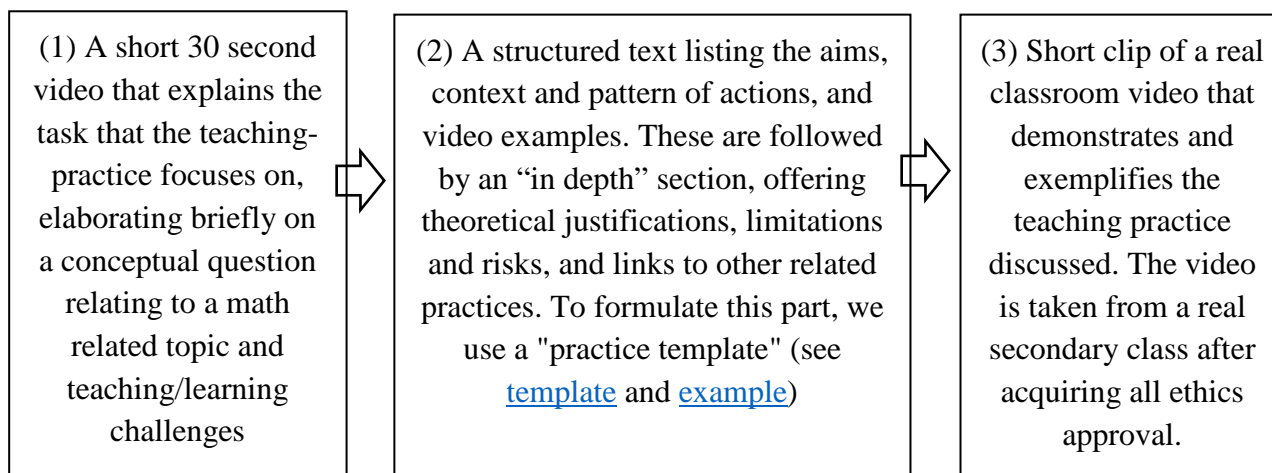 (1) A short 30 second
video that explains the
task that the teaching-
practice focuses on,
elaborating briefly on
a conceptual question
relating to a math
related topic and
teaching/learning
challenges
(2) A structured text listing the aims,
context and pattern of actions, and
video examples. These are followed
by an “in depth” section, offering
theoretical justifications, limitations
and risks, and links to other related
practices. To formulate this part, we
use a "practice template" (see
template and example)
(3) Short clip of a real
classroom video that
demonstrates and
exemplifies the
teaching practice
discussed. The video
is taken from a real
secondary class after
acquiring all ethics
approval.